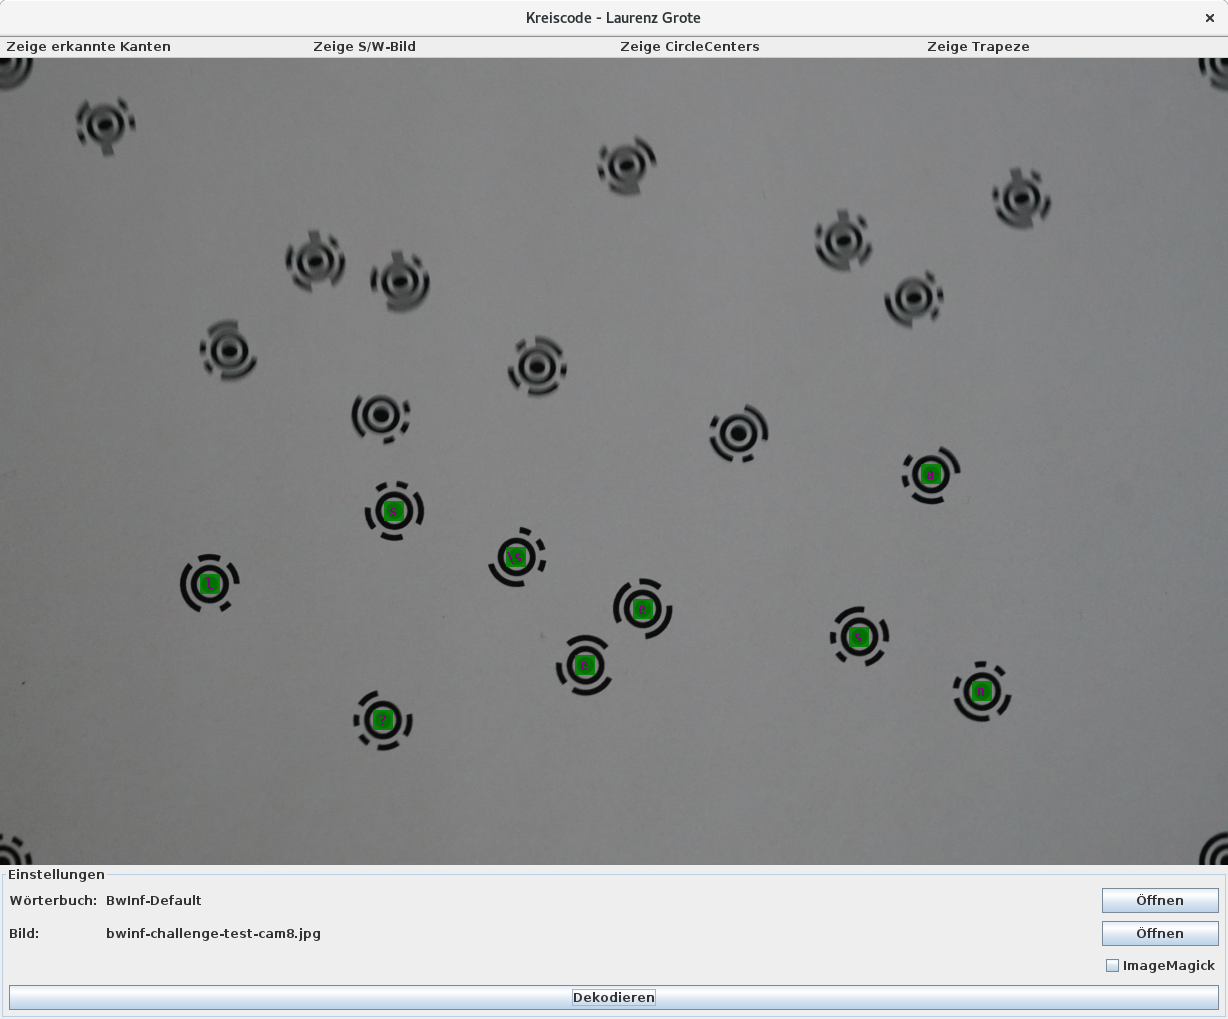 Kreiscode - Laurenz Grote
Zeige erkannte Kanten Zeige S/W-Bild Zeige CircleCenters Zeige Trapeze
Einstellungen
Wörterbuch: BwInf-Default Öffnen
Bild: bwinf-challenge-test-cam8.jpg Öffnen
ImageMagick
Dekodieren